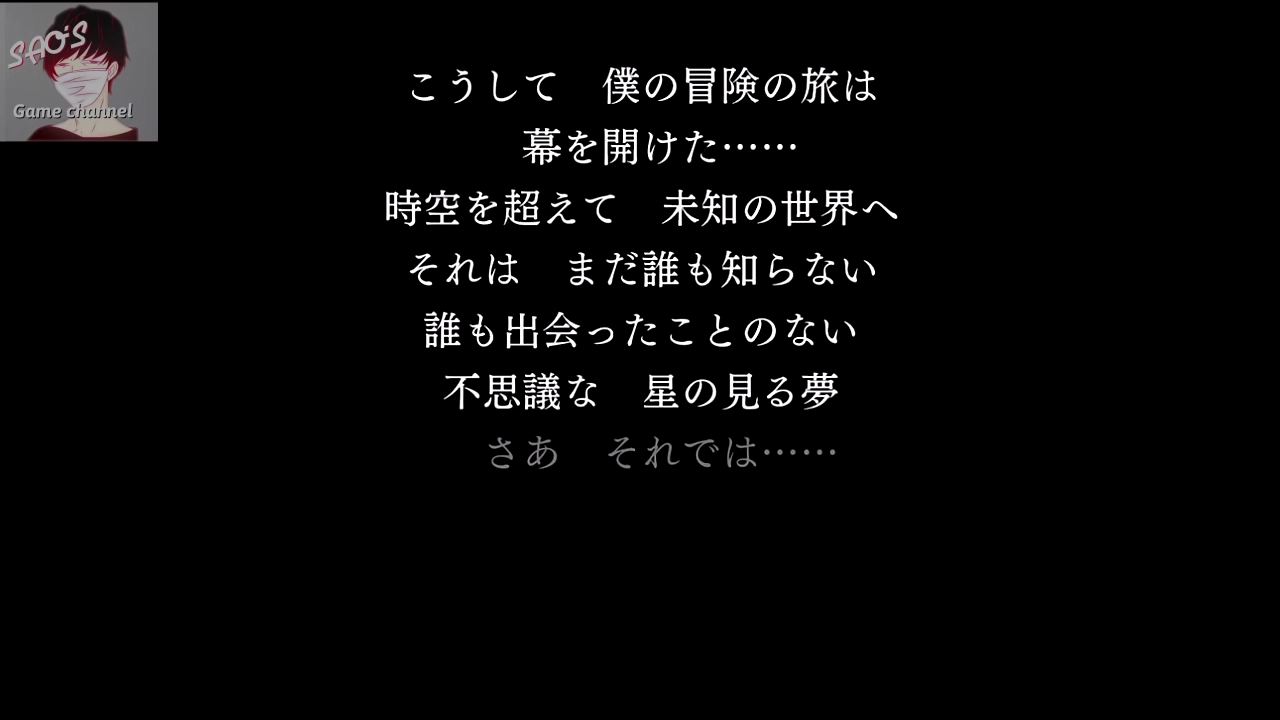 SAO'S
Game channel
こうして　僕の冒険の旅は
幕を開けた……
時空を超えて　未知の世界へ
それは　まだ誰も知らない
誰も出会ったことのない
不思議な　星の見る夢
さあ　それでは……